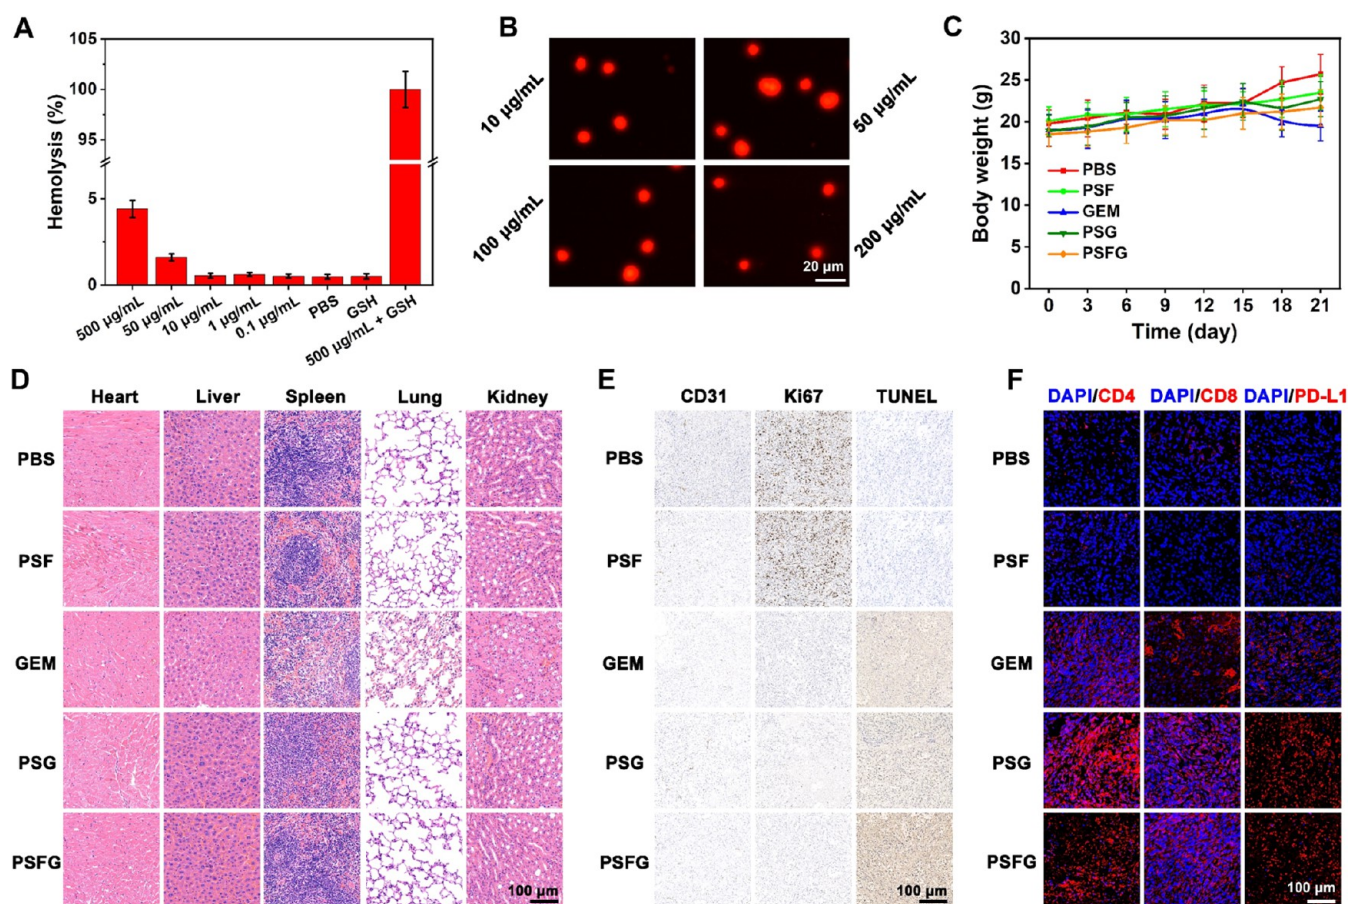 A
Hemolysis (%)
105
100
95
5
0
500 µg/mL
50 µg/mL
10 µg/mL
1 µg/mL
0.1 µg/mL
PBS
GSH
500 µg/mL + GSH
B
10 µg/mL
50 µg/mL
100 µg/mL
200 µg/mL
20 µm
C
Body weight (g)
30
25
20
15
10
5
0
PBS
PSF
GEM
PSG
PSFG
0 3 6 9 12 15 18 21
Time (day)
D
Heart Liver Spleen Lung Kidney
PBS
PSF
GEM
PSG
PSFG
100 µm
E
CD31 Ki67 TUNEL
PBS
PSF
GEM
PSG
PSFG
100 µm
F
DAPI/CD4 DAPI/CD8 DAPI/PD-L1
PBS
PSF
GEM
PSG
PSFG
100 µm